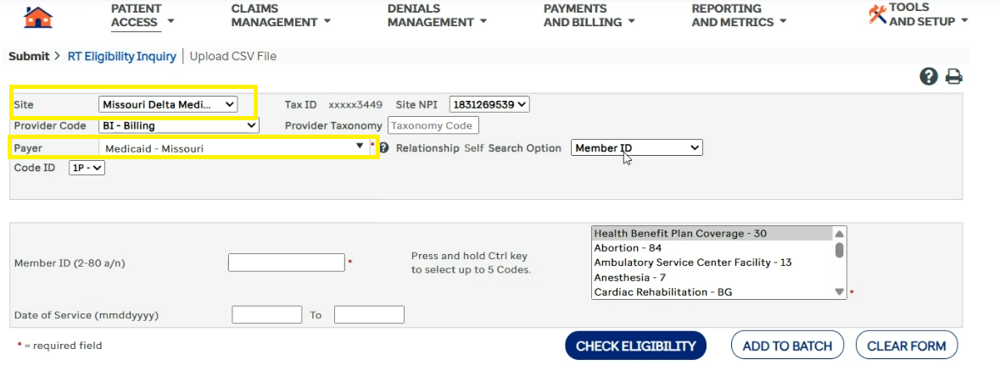 PATIENT ACCESS
CLAIMS MANAGEMENT
DENIALS MANAGEMENT
PAYMENTS AND BILLING
REPORTING AND METRICS
TOOLS AND SETUP
Submit > RT Eligibility Inquiry | Upload CSV File
Site Missouri Delta Medi... Tax ID xxxxx3449 Site NPI 1831269539
Provider Code BI - Billing Provider Taxonomy Taxonomy Code
Payer Medicaid - Missouri * ? Relationship Self Search Option Member ID
Code ID 1P -
Member ID (2-80 a/n) *
Press and hold Ctrl key
to select up to 5 Codes.
Health Benefit Plan Coverage - 30
Abortion - 84
Ambulatory Service Center Facility - 13
Anesthesia - 7
Cardiac Rehabilitation - BG
*
Date of Service (mmddyyyy) To
* = required field
CHECK ELIGIBILITY ADD TO BATCH CLEAR FORM